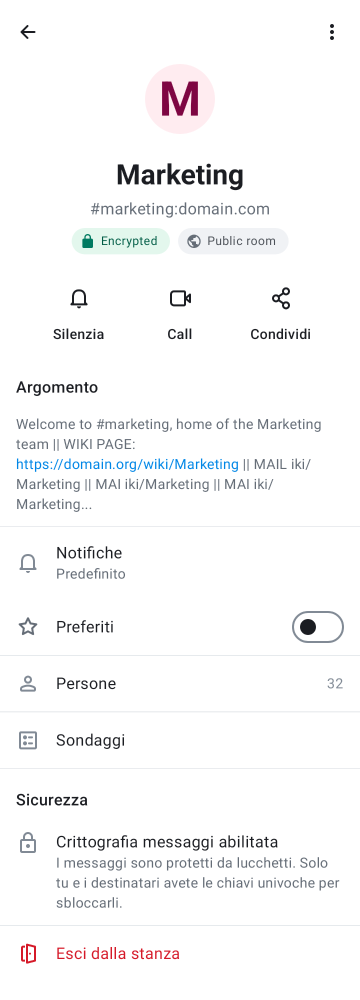 M
Marketing
#marketing:domain.com
Encrypted
Public room
Silenzia
Call
Condividi
Argomento
Welcome to #marketing, home of the Marketing
team || WIKI PAGE:
https://domain.org/wiki/Marketing || MAIL iki/
Marketing || MAI iki/Marketing || MAI iki/
Marketing...
Notifiche
Predefinito
Preferiti
Persone
32
Sondaggi
Sicurezza
Crittografia messaggi abilitata
I messaggi sono protetti da lucchetti. Solo
tu e i destinatari avete le chiavi univoche per
sbloccarli.
Esci dalla stanza